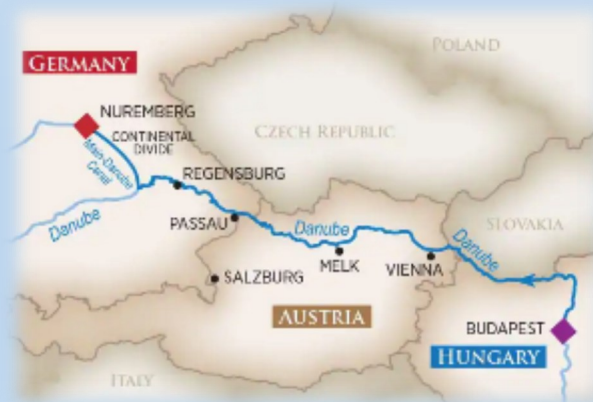 POLAND
GERMANY
NUREMBERG
CONTINENTAL
DIVIDE
Main-Danube
Canal
CZECH REPUBLIC
REGENSBURG
Danube
PASSAU
Danube
SLOVAKIA
Danube
MELK
VIENNA
SALZBURG
AUSTRIA
BUDAPEST
HUNGARY
ITALY